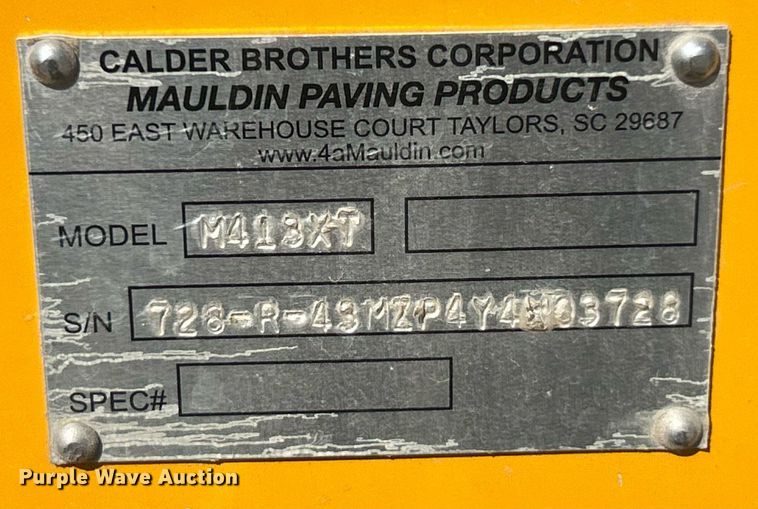 CALDER BROTHERS CORPORATION
MAULDIN PAVING PRODUCTS
450 EAST WAREHOUSE COURT TAYLORS, SC 29687
www.4aMauldin.com
MODEL M413XT
S/N
SPEC#
Purple Wave Auction